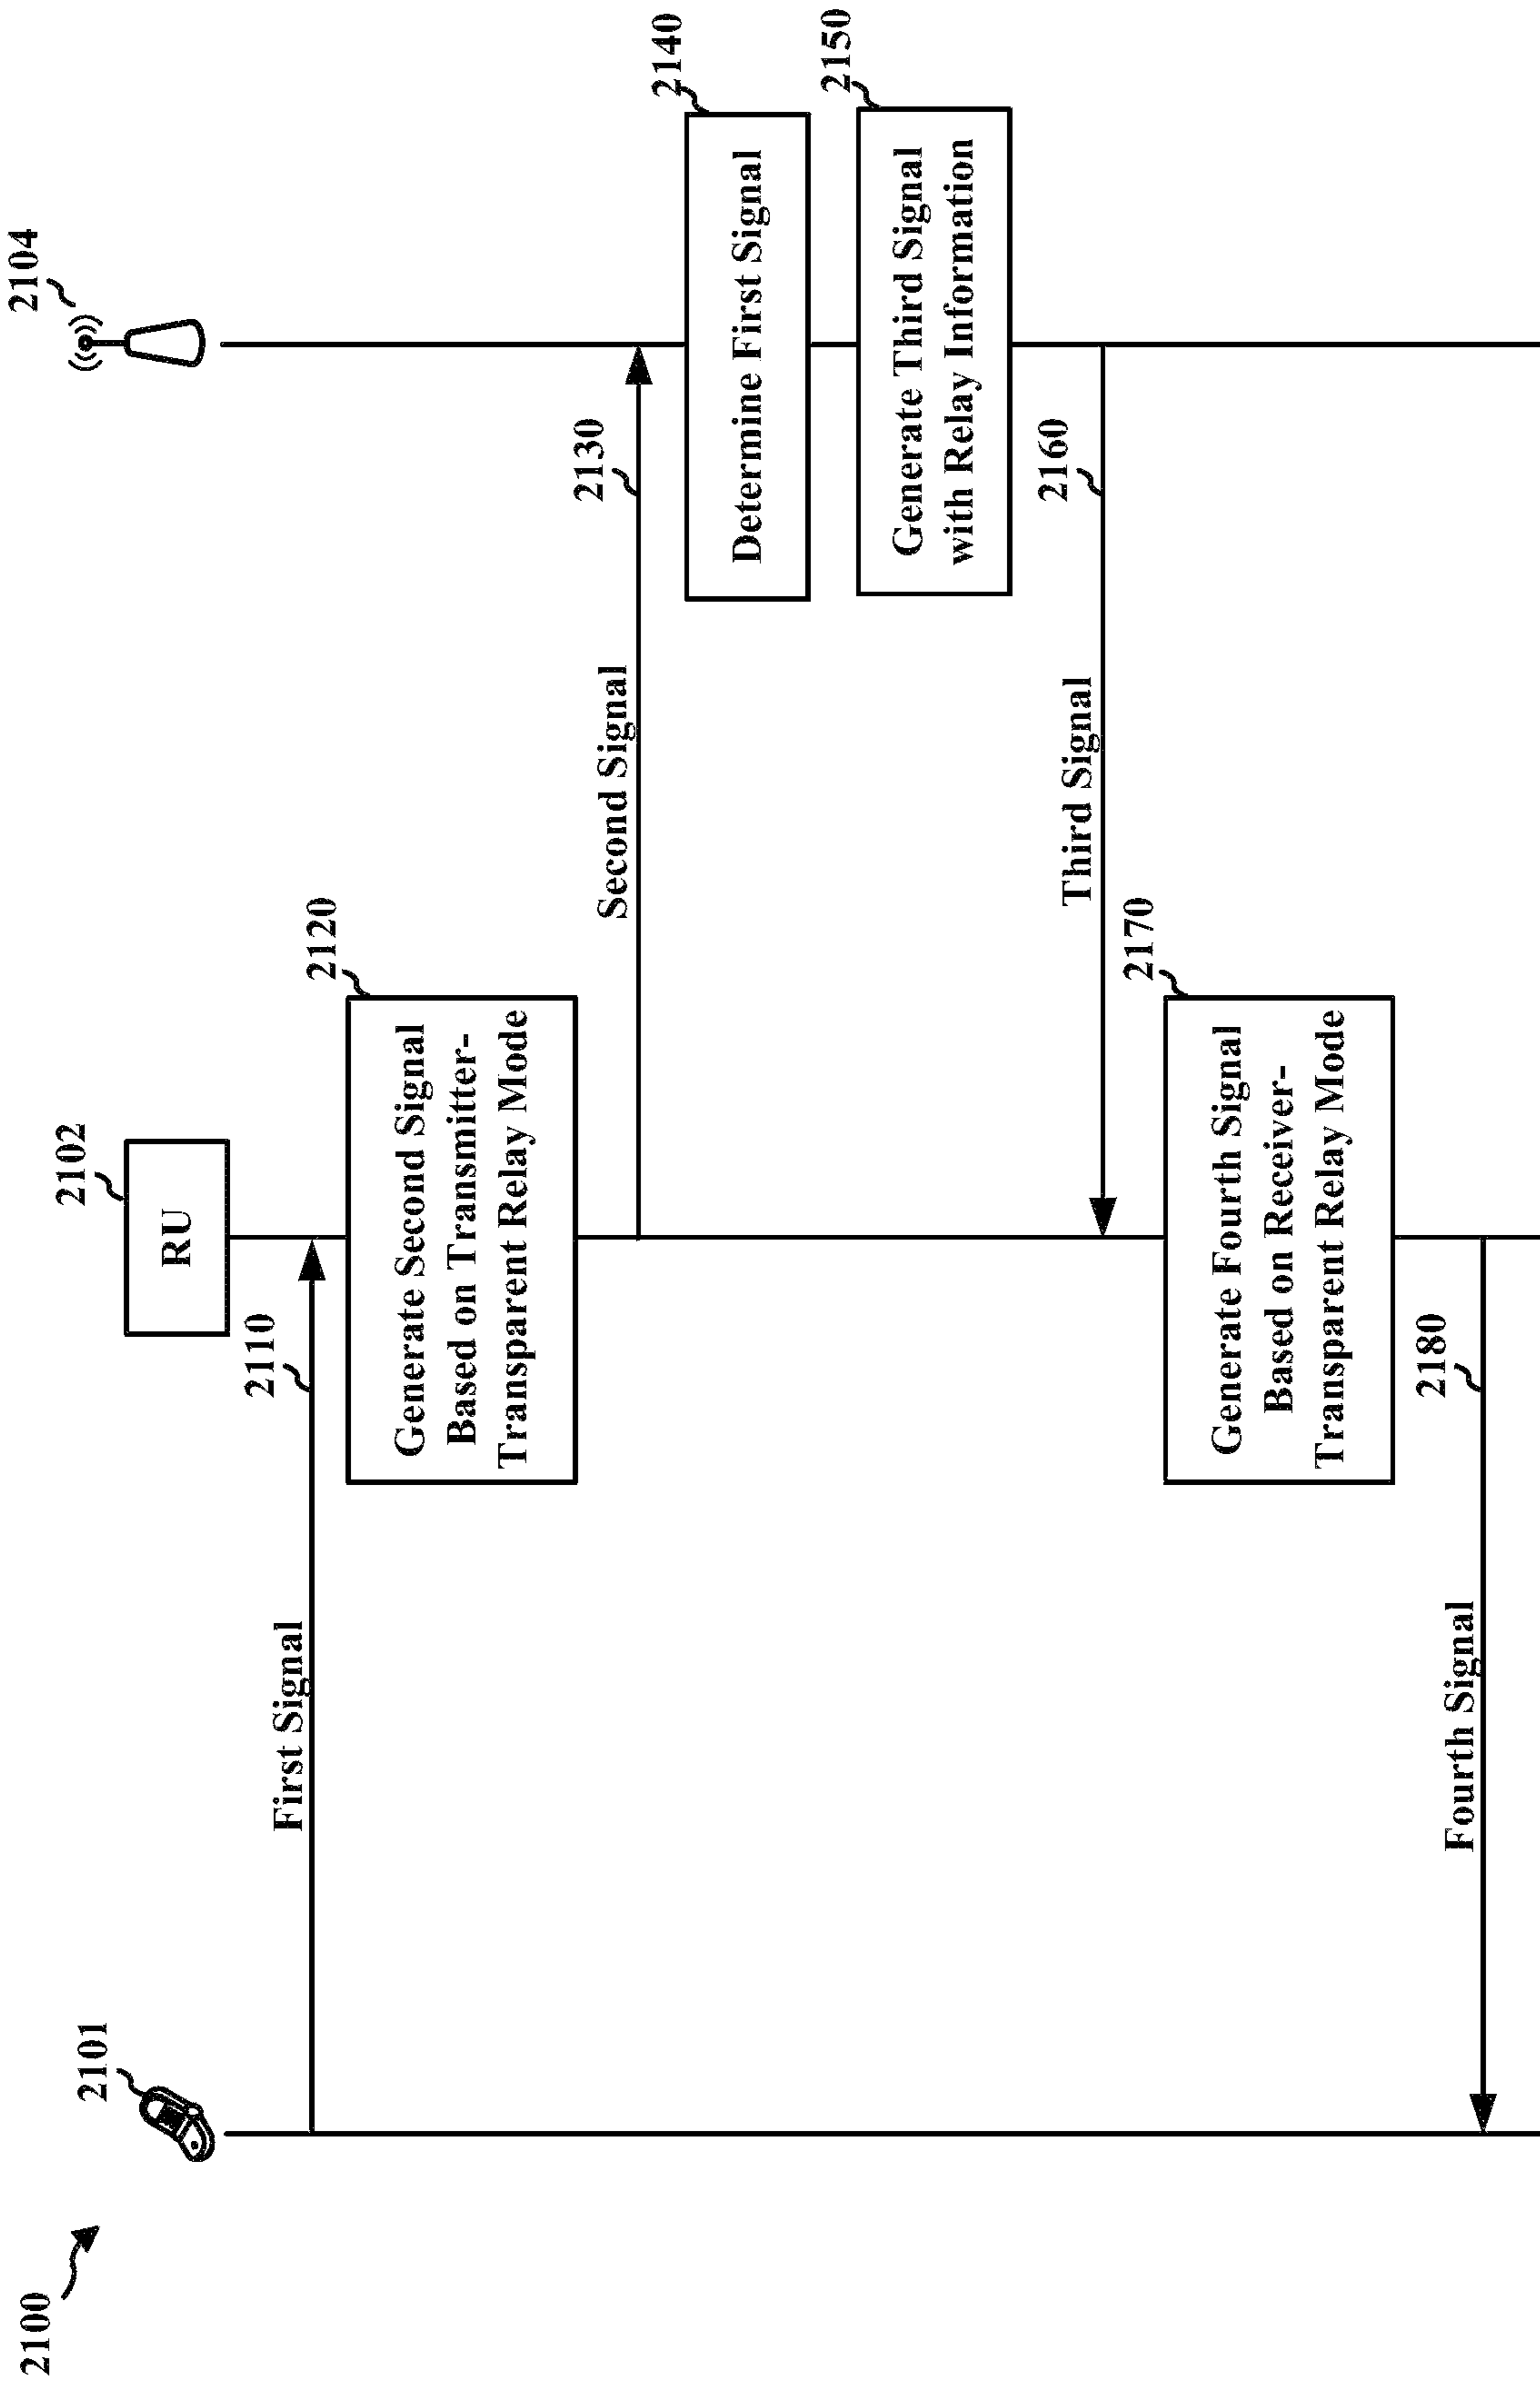 2100
2101
2102
RU
2104
2110
First Signal
2120
Generate Second Signal
Based on Transmitter-
Transparent Relay Mode
2130
Second Signal
2140
Determine First Signal
2150
Generate Third Signal
with Relay Information
2160
Third Signal
2170
Generate Fourth Signal
Based on Receiver-
Transparent Relay Mode
2180
Fourth Signal